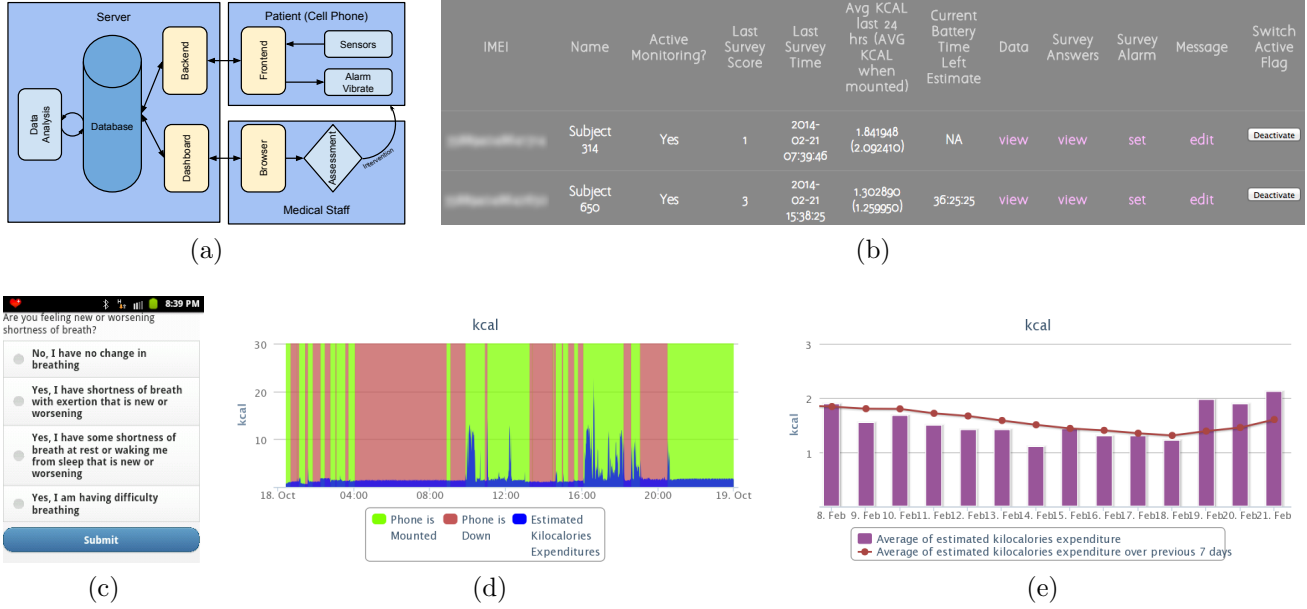 Server
Patient (Cell Phone)
Data
Analysis
Database
Backend
Dashboard
Frontend
Sensors
Alarm
Vibrate
Browser
Assessment
Intervention
Medical Staff
(a)
IMEI
Name
Active
Monitoring?
Last
Survey
Score
Last
Survey
Time
Avg KCAL
last 24
hrs (AVG
KCAL
when
mounted)
Current
Battery
Time
Left
Estimate
Data
Survey
Answers
Survey
Alarm
Message
Switch
Active
Flag
Subject
314
Yes
1
2014-
02-21
07:39:46
1.841948
(2.092410)
NA
view
view
set
edit
Deactivate
Subject
650
Yes
3
2014-
02-21
15:38:25
1.302890
(1.259950)
36:25:25
view
view
set
edit
Deactivate
(b)
8:39 PM
Are you feeling new or worsening
shortness of breath?
No, I have no change in
breathing
Yes, I have shortness of breath
with exertion that is new or
worsening
Yes, I have some shortness of
breath at rest or waking me
from sleep that is new or
worsening
Yes, I am having difficulty
breathing
Submit
(c)
kcal
30
20
10
kcal
18. Oct 04:00 08:00 12:00 16:00 20:00 19. Oct
Phone is
Mounted
Phone is
Down
Estimated
Kilocalories
Expenditures
(d)
kcal
3
2
1
kcal
8. Feb 9. Feb 10. Feb 11. Feb 12. Feb 13. Feb 14. Feb 15. Feb 16. Feb 17. Feb 18. Feb 19. Feb 20. Feb 21. Feb
Average of estimated kilocalories expenditure
Average of estimated kilocalories expenditure over previous 7 days
(e)